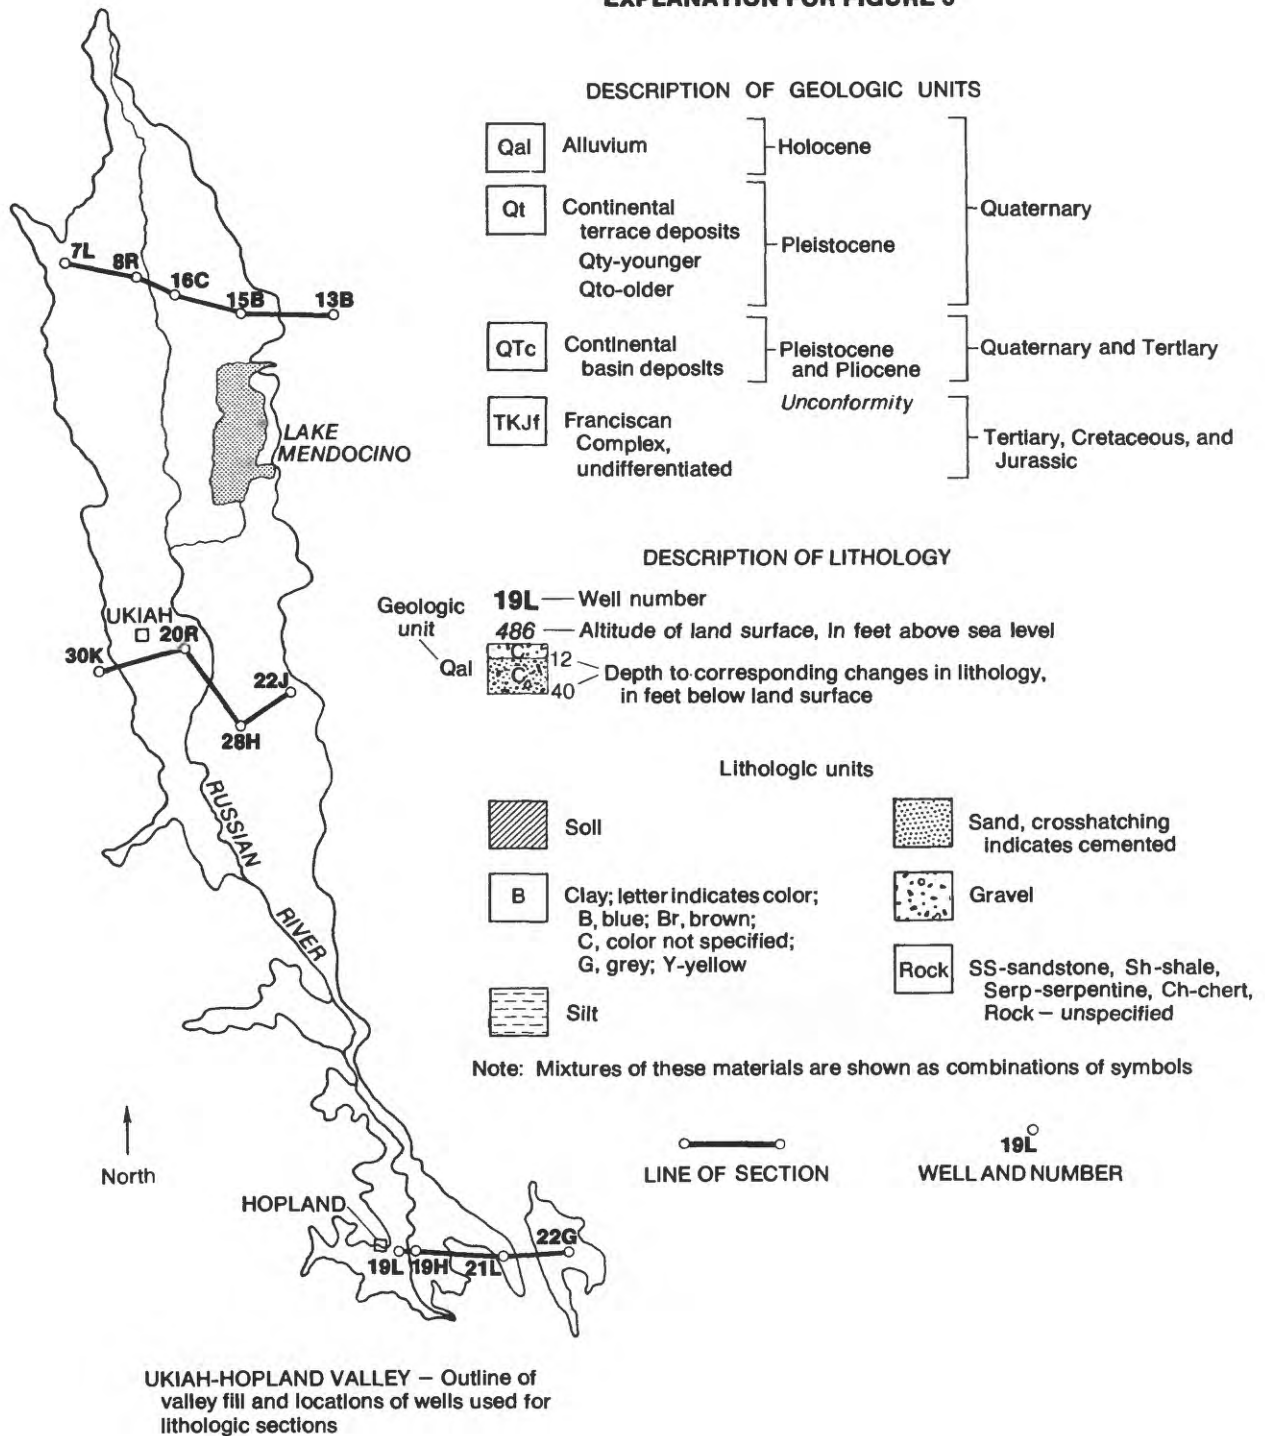 EXPLANATION FOR FIGURE
DESCRIPTION OF GEOLOGIC UNITS
Qal Alluvium Holocene
Quaternary
Qt Continental
terrace deposits
Qty-younger
Qto-older
Pleistocene
QTc Continental
basin deposits
Pleistocene
and Pliocene
Quaternary and Tertiary
Unconformity
TKJf Franciscan
Complex,
undifferentiated
Tertiary, Cretaceous, and
Jurassic
7L
8R
16C
15B
13B
LAKE
MENDOCINO
UKIAH
20R
30K
22J
28H
RUSSIAN
RIVER
DESCRIPTION OF LITHOLOGY
Geologic
unit
Qal
19L — Well number
486 — Altitude of land surface, in feet above sea level
C 12
C 40
Depth to corresponding changes in lithology,
in feet below land surface
Lithologic units
Soil
B Clay; letter indicates color;
B, blue; Br, brown;
C, color not specified;
G, grey; Y-yellow
Silt
Sand, crosshatching
indicates cemented
Gravel
Rock SS-sandstone, Sh-shale,
Serp-serpentine, Ch-chert,
Rock – unspecified
Note: Mixtures of these materials are shown as combinations of symbols
North
LINE OF SECTION
19L
WELL AND NUMBER
HOPLAND
19L
19H
21L
22G
UKIAH-HOPLAND VALLEY – Outline of
valley fill and locations of wells used for
lithologic sections